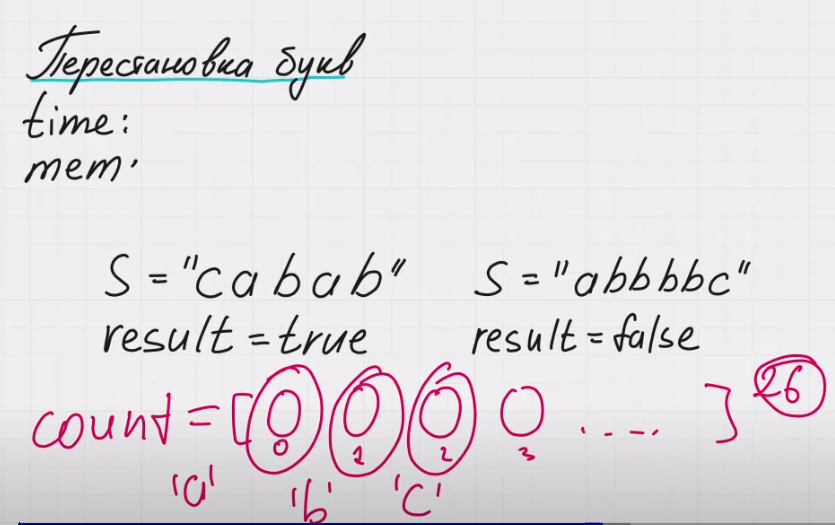 Перестановка букв
time:
mem:
S = "cabab" S = "abbbbc"
result = true result = false
count = [0 0 0 0 . . . . ] 26
0 1 2 3
'a' 'b' 'c'